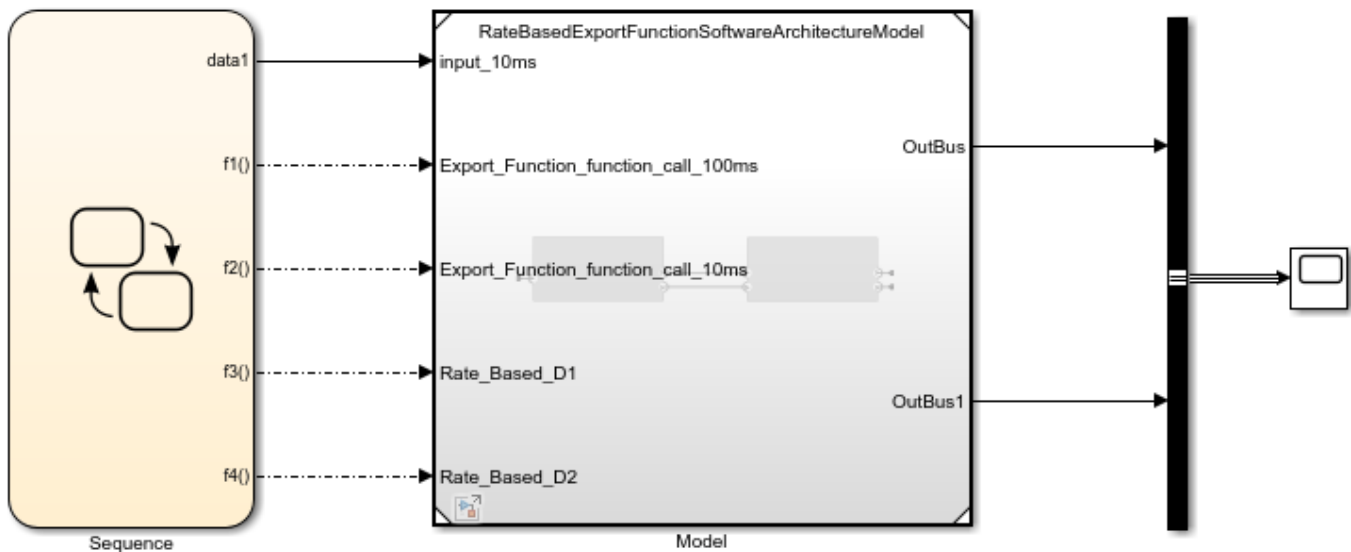 RateBasedExportFunctionSoftwareArchitectureModel
data1
input_10ms
OutBus
f1()
Export_Function_function_call_100ms
f2()
Export_Function_function_call_10ms
f3()
Rate_Based_D1
OutBus1
f4()
Rate_Based_D2
Sequence
Model